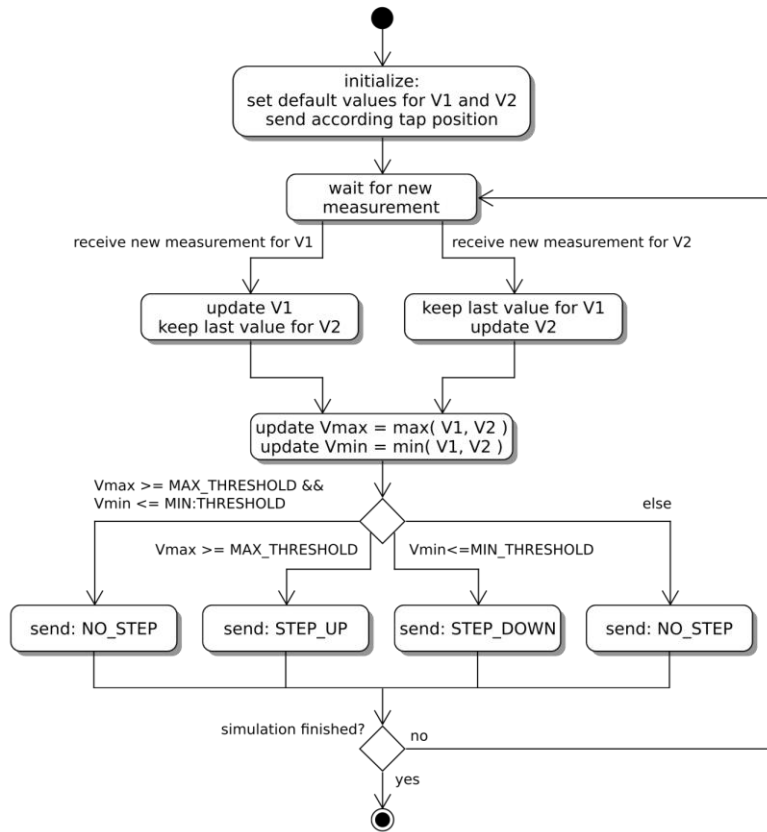 initialize:
set default values for V1 and V2
send according tap position
wait for new
measurement
receive new measurement for V1
receive new measurement for V2
update V1
keep last value for V2
keep last value for V1
update V2
update Vmax = max( V1, V2 )
update Vmin = min( V1, V2 )
Vmax >= MAX_THRESHOLD &&
Vmin <= MIN:THRESHOLD
else
Vmax >= MAX_THRESHOLD
Vmin<=MIN_THRESHOLD
send: NO_STEP
send: STEP_UP
send: STEP_DOWN
send: NO_STEP
simulation finished?
no
yes